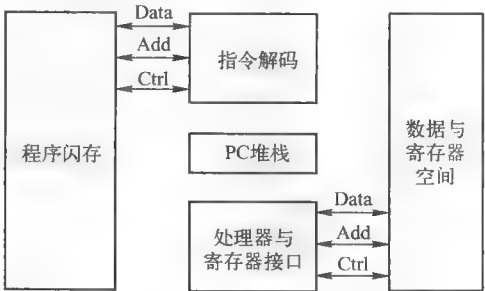 Data
Add
Ctrl
指令解码
程序闪存
PC堆栈
数据与
寄存器
空间
处理器与
寄存器接口
Data
Add
Ctrl